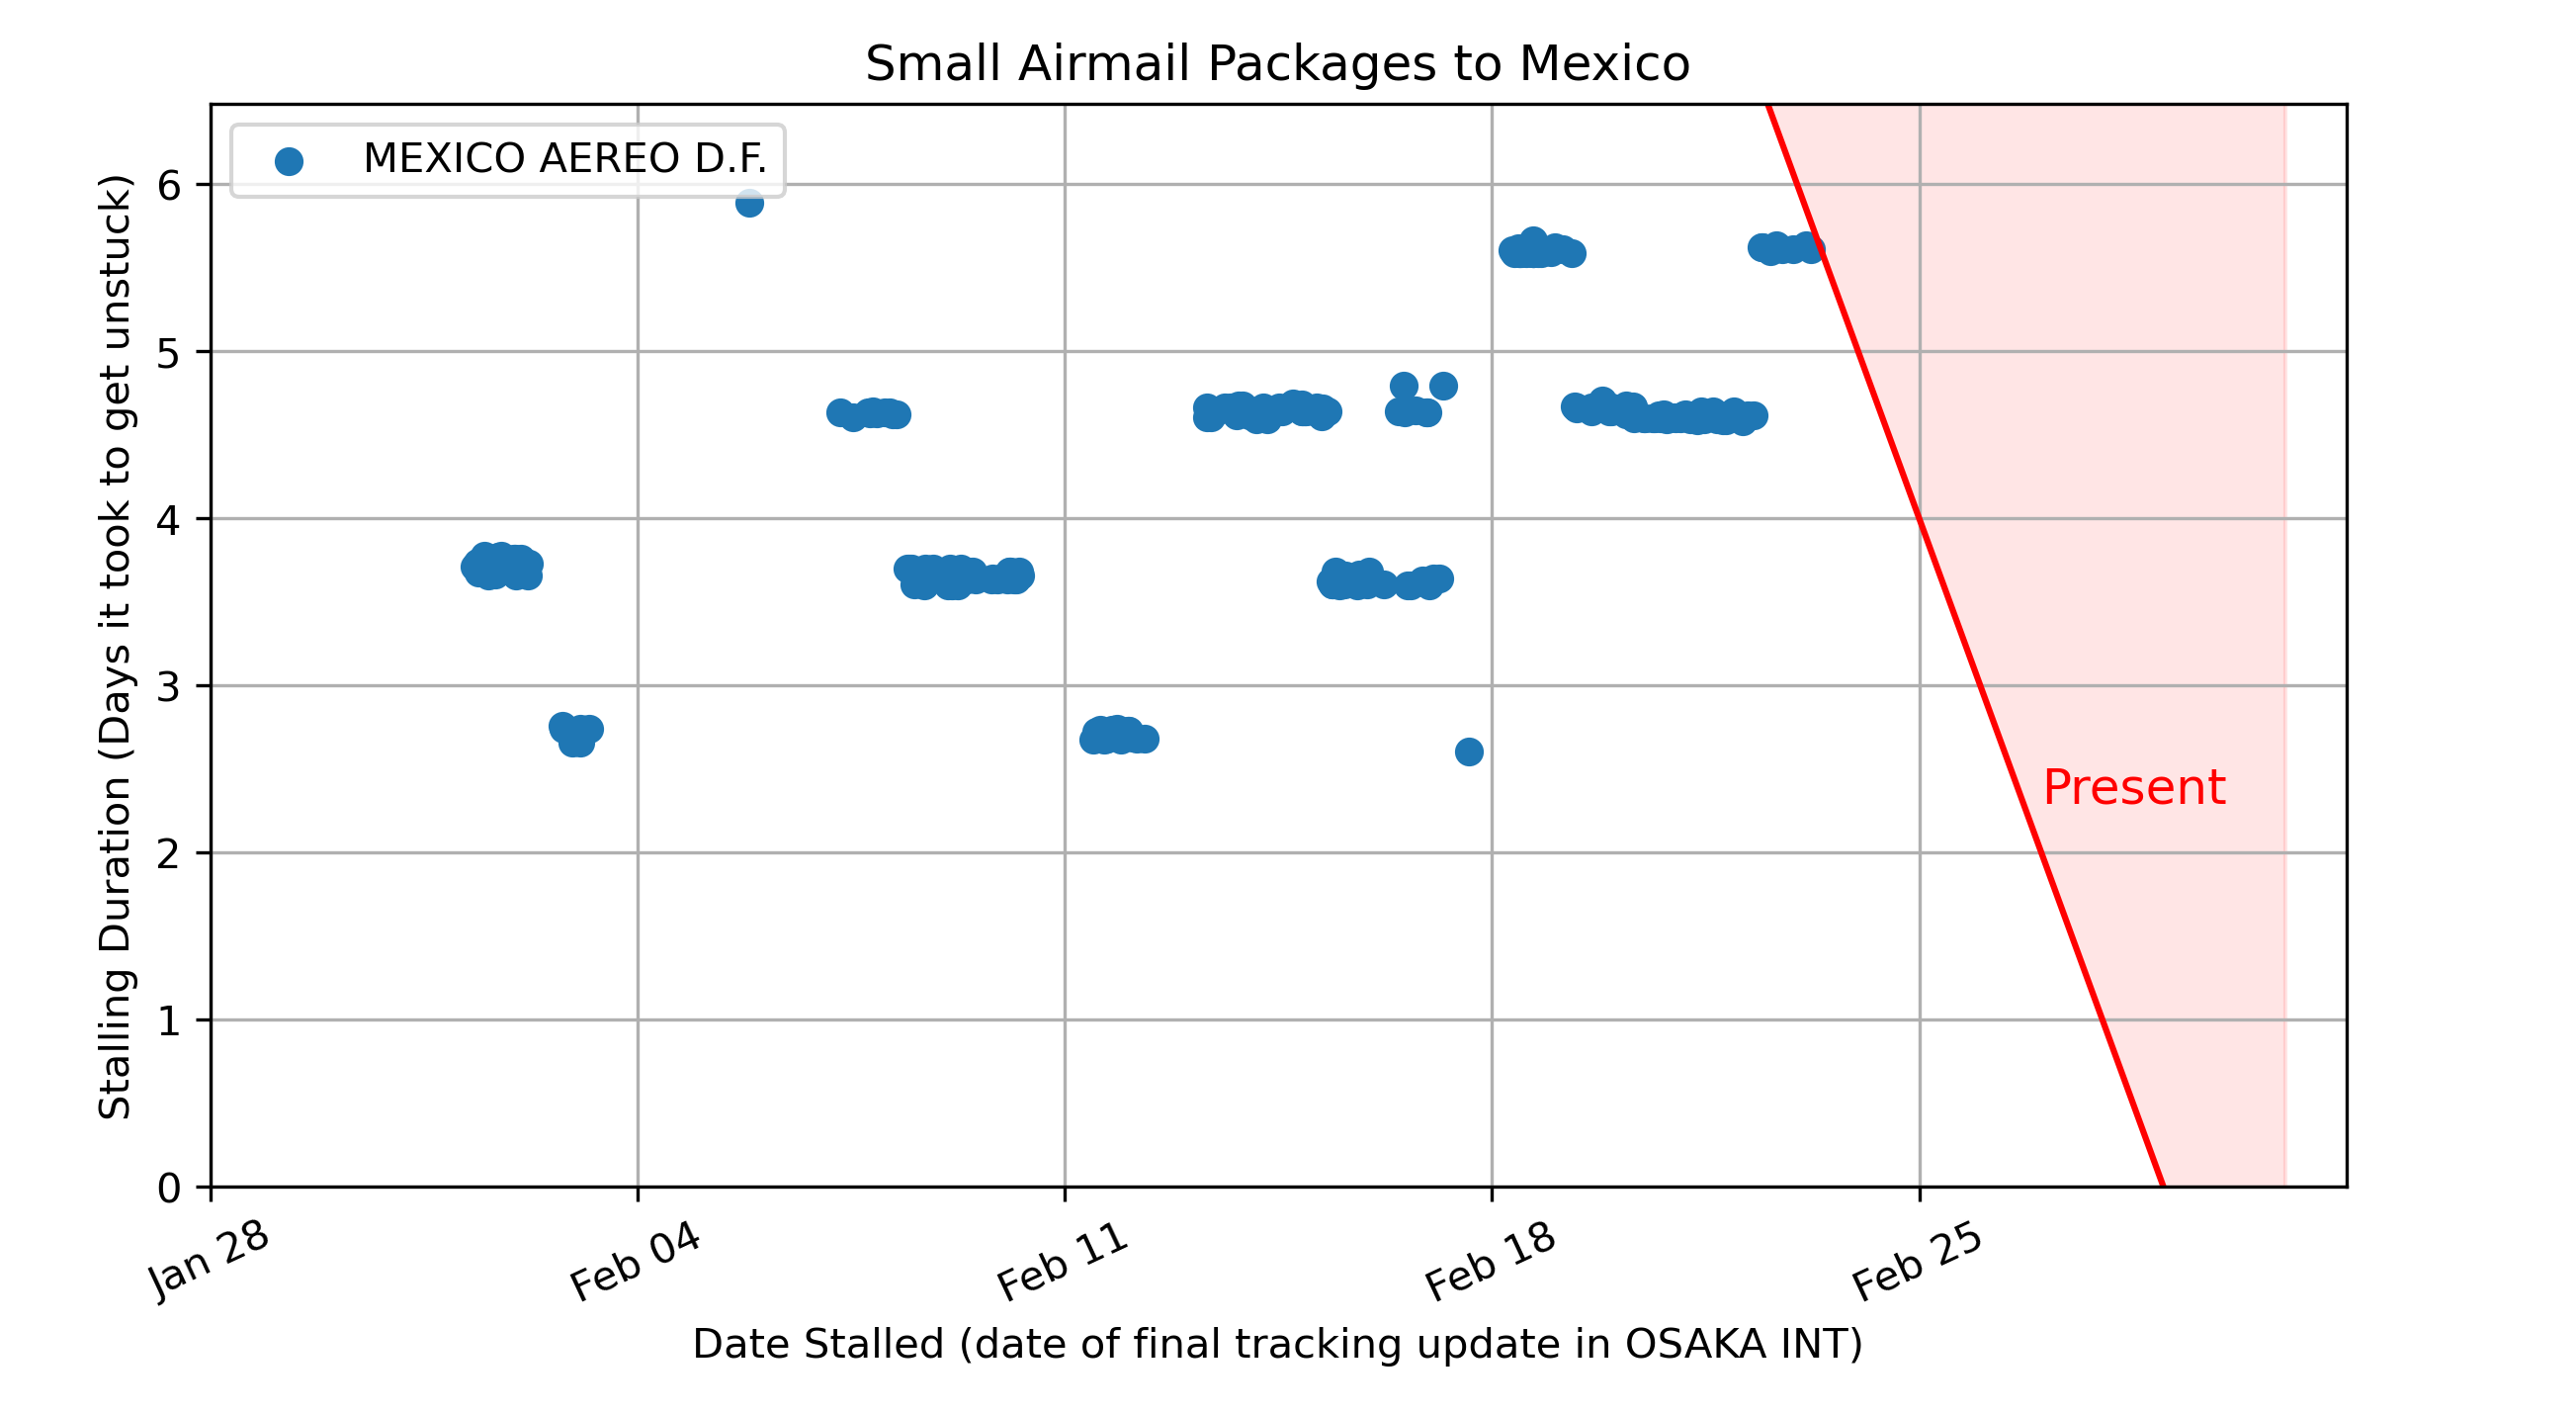 Small Airmail Packages to Mexico
MEXICO AEREO D.F.
Stalling Duration (Days it took to get unstuck)
6
5
4
3
2
1
0
Present
Jan 28
Feb 04
Feb 11
Feb 18
Feb 25
Date Stalled (date of final tracking update in OSAKA INT)